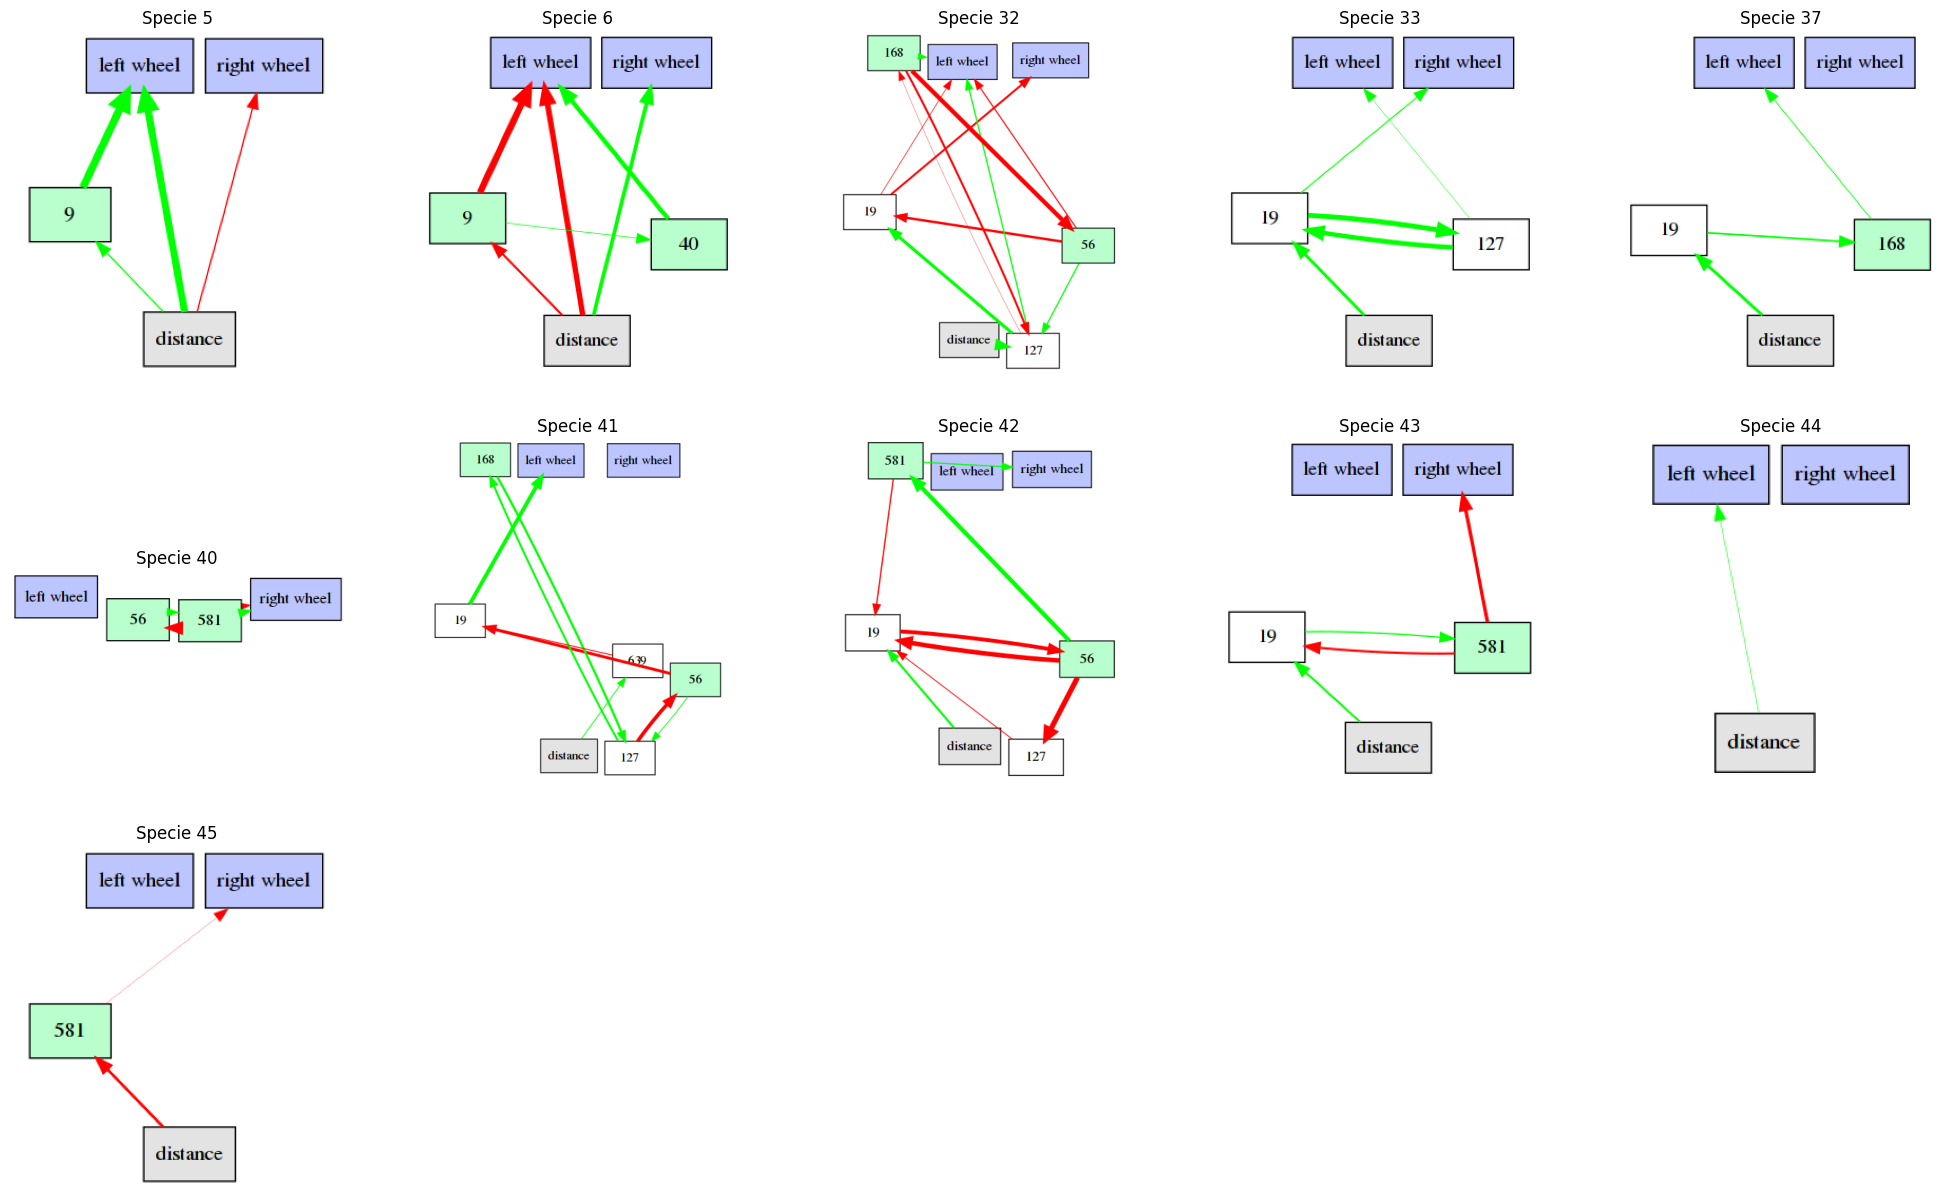 Specie 5
left wheel
right wheel
9
distance
Specie 6
left wheel
right wheel
9
40
distance
Specie 32
168
left wheel
right wheel
19
56
distance
127
Specie 33
left wheel
right wheel
19
127
distance
Specie 37
left wheel
right wheel
19
168
distance
Specie 40
left wheel
56
581
right wheel
Specie 41
168
left wheel
right wheel
19
639
56
distance
127
Specie 42
581
left wheel
right wheel
19
56
distance
127
Specie 43
left wheel
right wheel
19
581
distance
Specie 44
left wheel
right wheel
distance
Specie 45
left wheel
right wheel
581
distance